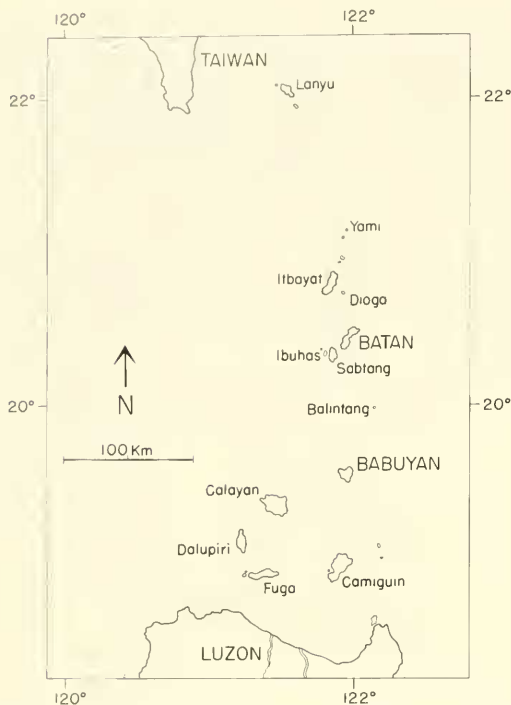 120°
122°
TAIWAN
Lanyu
22°
22°
Yami
Itbayat
Dioga
BATAN
Ibuhas
Sabtang
N
20°
Balintang
20°
100 Km
BABUYAN
Calayan
Dalupiri
Fuga
Camiguin
LUZON
120°
122°